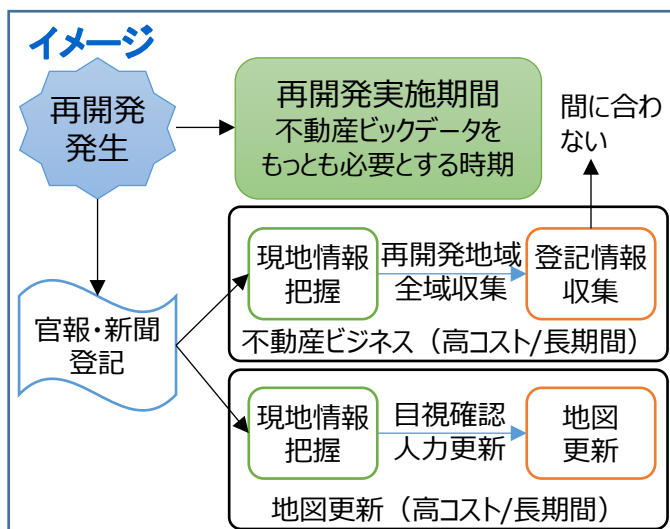 イメージ
再開発
発生
再開発実施期間
不動産ビックデータを
もっとも必要とする時期
間に合わ
ない
官報・新聞
登記
現地情報
把握
再開発地域
全域収集
登記情報
収集
不動産ビジネス（高コスト/長期間）
現地情報
把握
目視確認
人力更新
地図
更新
地図更新（高コスト/長期間）